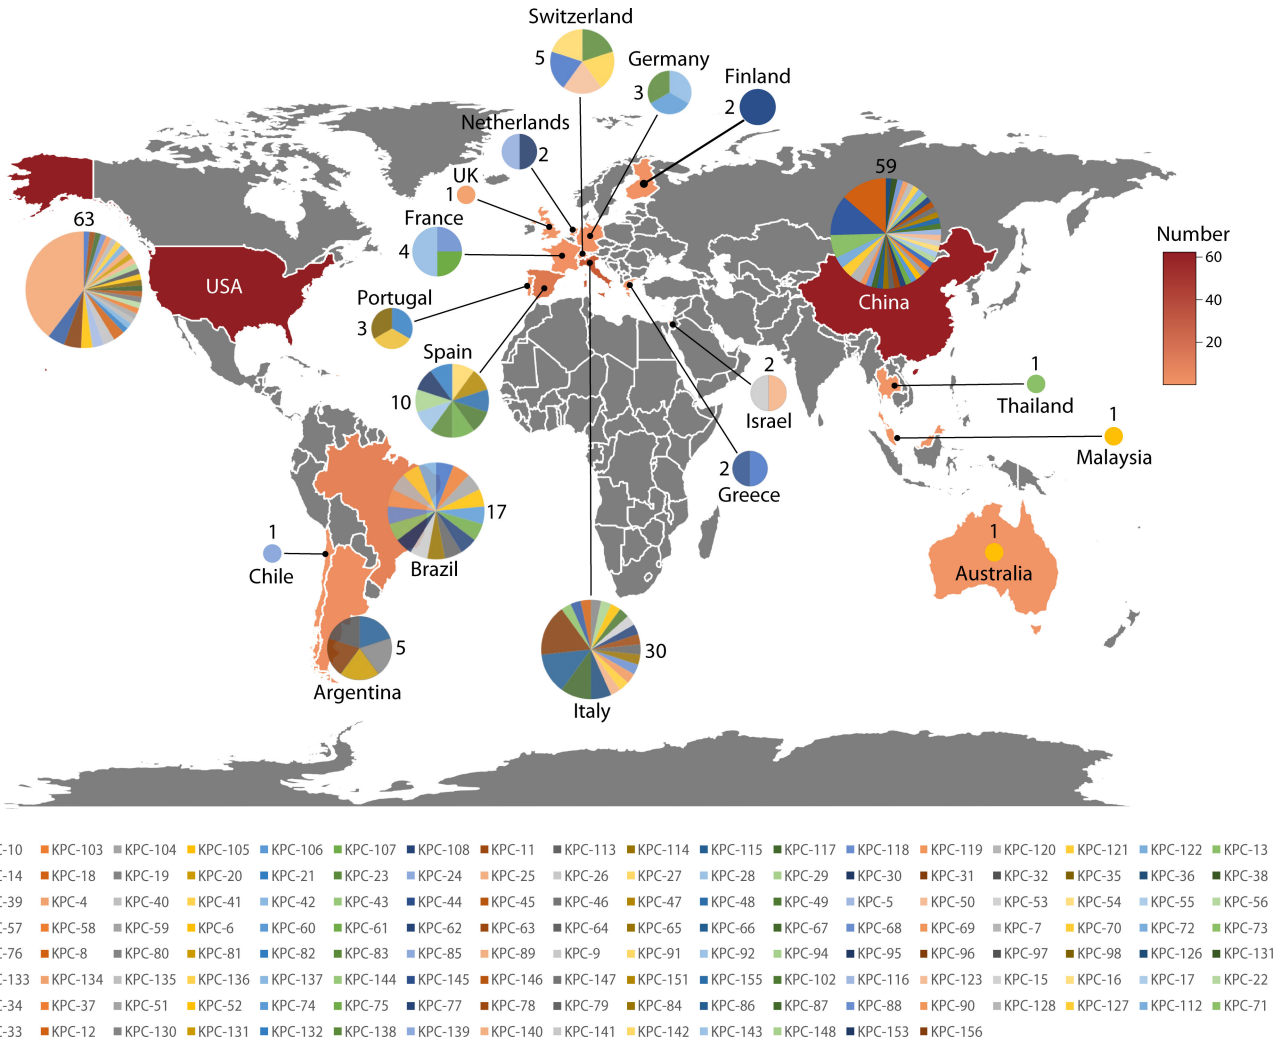 Switzerland
5
Germany
3
Finland
2
Netherlands
2
UK
1
59
63
France
4
Number
60
40
20
USA
China
Portugal
3
Spain
10
2
Israel
1
Thailand
1
Malaysia
2
Greece
17
1
Chile
Brazil
1
Australia
5
Argentina
30
Italy
C-10 KPC-103 KPC-104 KPC-105 KPC-106 KPC-107 KPC-108 KPC-11 KPC-113 KPC-114 KPC-115 KPC-117 KPC-118 KPC-119 KPC-120 KPC-121 KPC-122 KPC-13
-14 KPC-18 KPC-19 KPC-20 KPC-21 KPC-23 KPC-24 KPC-25 KPC-26 KPC-27 KPC-28 KPC-29 KPC-30 KPC-31 KPC-32 KPC-35 KPC-36 KPC-38
-39 KPC-4 KPC-40 KPC-41 KPC-42 KPC-43 KPC-44 KPC-45 KPC-46 KPC-47 KPC-48 KPC-49 KPC-5 KPC-50 KPC-53 KPC-54 KPC-55 KPC-56
-57 KPC-58 KPC-59 KPC-6 KPC-60 KPC-61 KPC-62 KPC-63 KPC-64 KPC-65 KPC-66 KPC-67 KPC-68 KPC-69 KPC-7 KPC-70 KPC-72 KPC-73
-76 KPC-8 KPC-80 KPC-81 KPC-82 KPC-83 KPC-85 KPC-89 KPC-9 KPC-91 KPC-92 KPC-94 KPC-95 KPC-96 KPC-97 KPC-98 KPC-126 KPC-131
-133 KPC-134 KPC-135 KPC-136 KPC-137 KPC-144 KPC-145 KPC-146 KPC-147 KPC-151 KPC-155 KPC-102 KPC-116 KPC-123 KPC-15 KPC-16 KPC-17 KPC-22
-34 KPC-37 KPC-51 KPC-52 KPC-74 KPC-75 KPC-77 KPC-78 KPC-79 KPC-84 KPC-86 KPC-87 KPC-88 KPC-90 KPC-128 KPC-127 KPC-112 KPC-71
-33 KPC-12 KPC-130 KPC-131 KPC-132 KPC-138 KPC-139 KPC-140 KPC-141 KPC-142 KPC-143 KPC-148 KPC-153 KPC-156